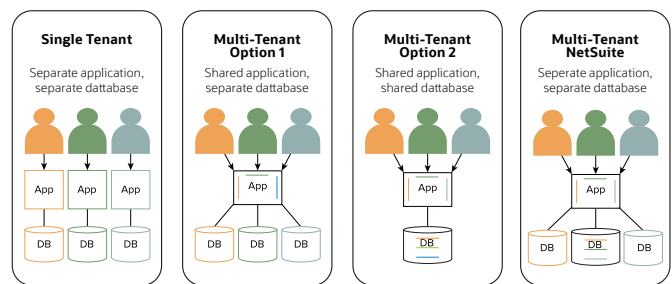 Single Tenant
Separate application,
separate dattabase
App
App
App
DB
DB
DB
Multi-Tenant
Option 1
Shared application,
separate dattabase
App
DB
DB
DB
Multi-Tenant
Option 2
Shared application,
shared dattabase
App
DB
Multi-Tenant
NetSuite
Seperate application,
separate dattabase
App
DB
DB
DB